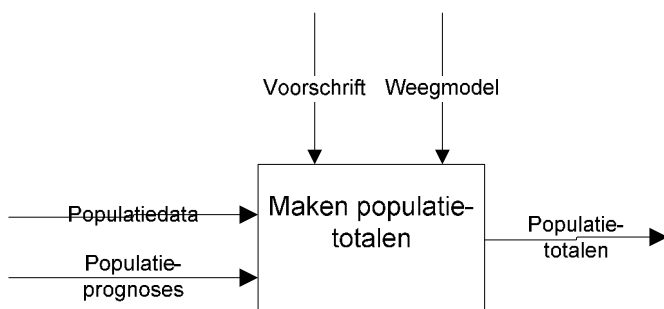 Voorschrift
Weegmodel
Populatiedata
Populatie-
prognoses
Maken populatie-
totalen
Populatie-
totalen